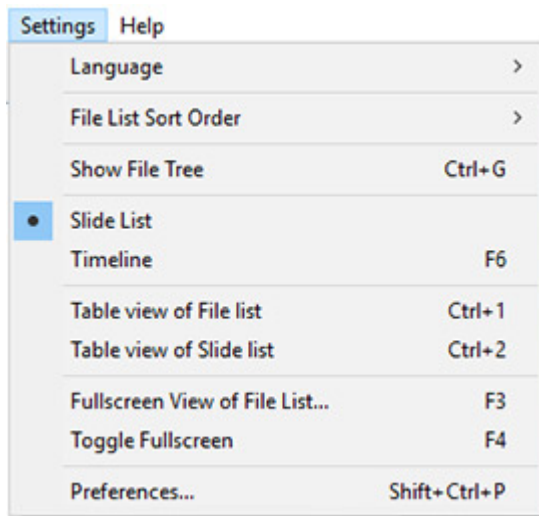 Settings Help
Language
File List Sort Order
Show File Tree Ctrl+G
Slide List
Timeline F6
Table view of File list Ctrl+1
Table view of Slide list Ctrl+2
Fullscreen View of File List... F3
Toggle Fullscreen F4
Preferences... Shift+Ctrl+P